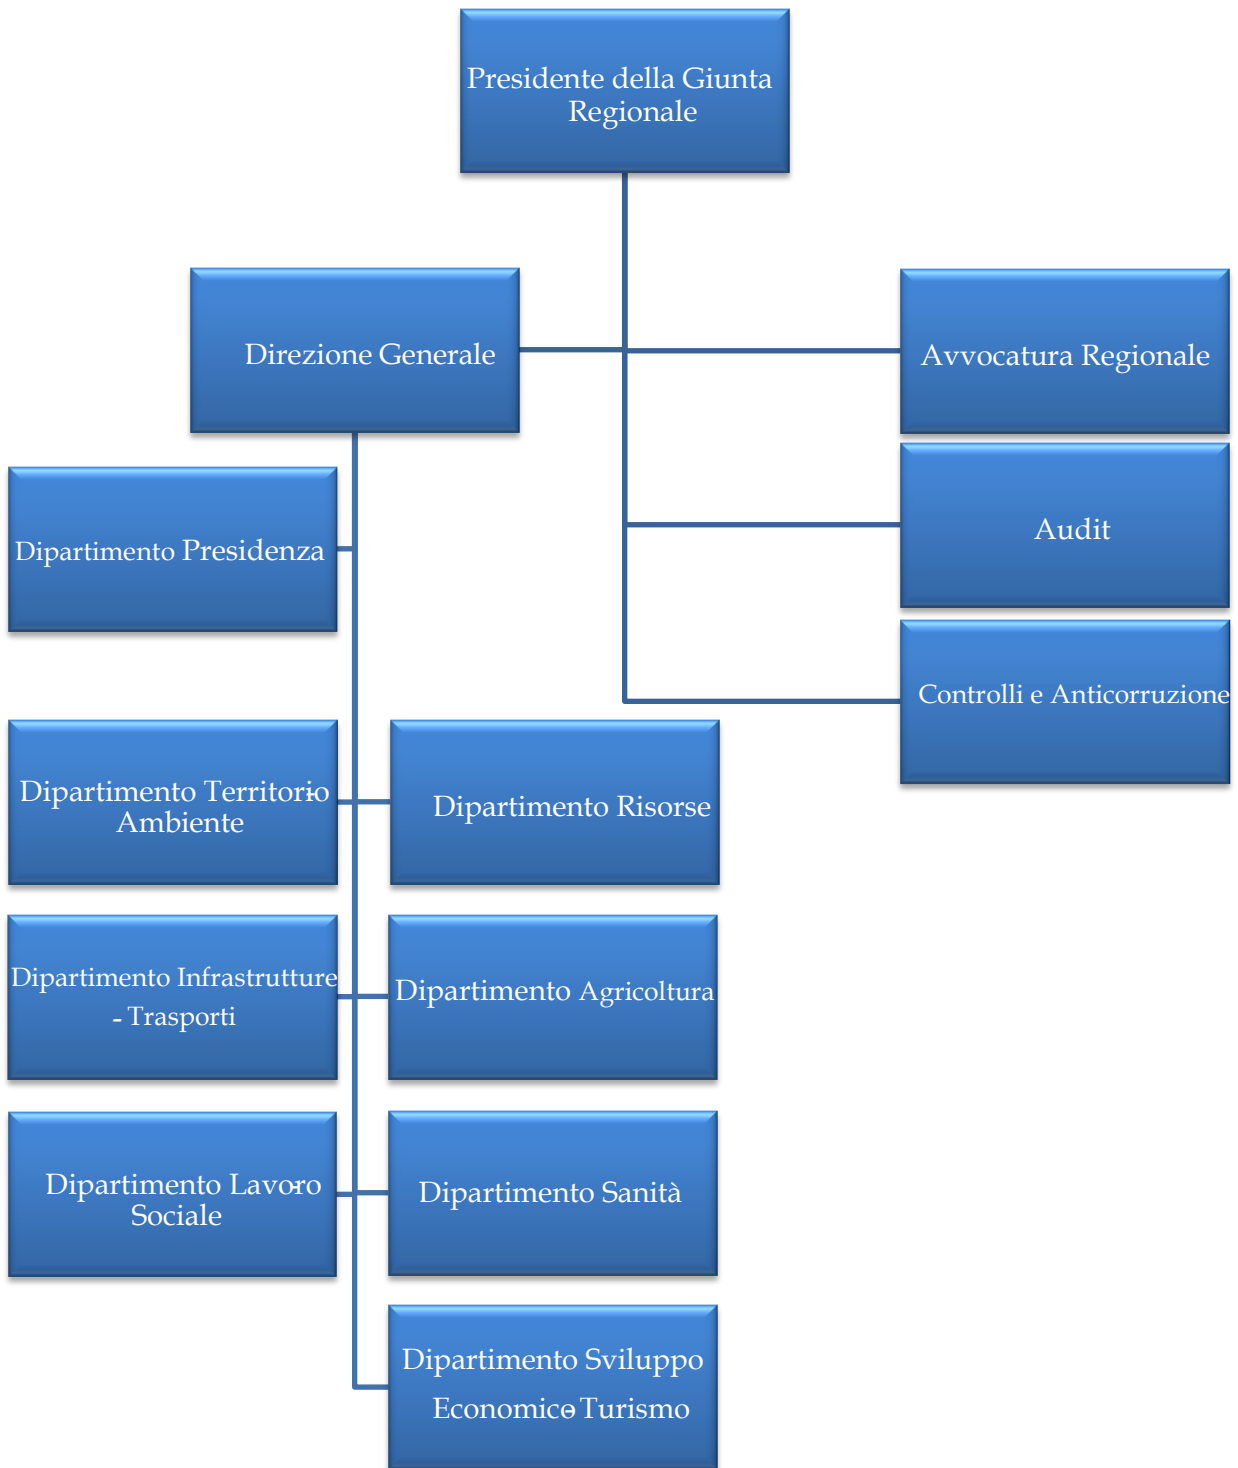 Presidente della Giunta
Regionale
Direzione Generale
Avvocatura Regionale
Dipartimento Presidenza
Audit
Controlli e Anticorruzione
Dipartimento Territorio -
Ambiente
Dipartimento Risorse
Dipartimento Infrastrutture
- Trasporti
Dipartimento Agricoltura
Dipartimento Lavoro -
Sociale
Dipartimento Sanità
Dipartimento Sviluppo
Economico - Turismo